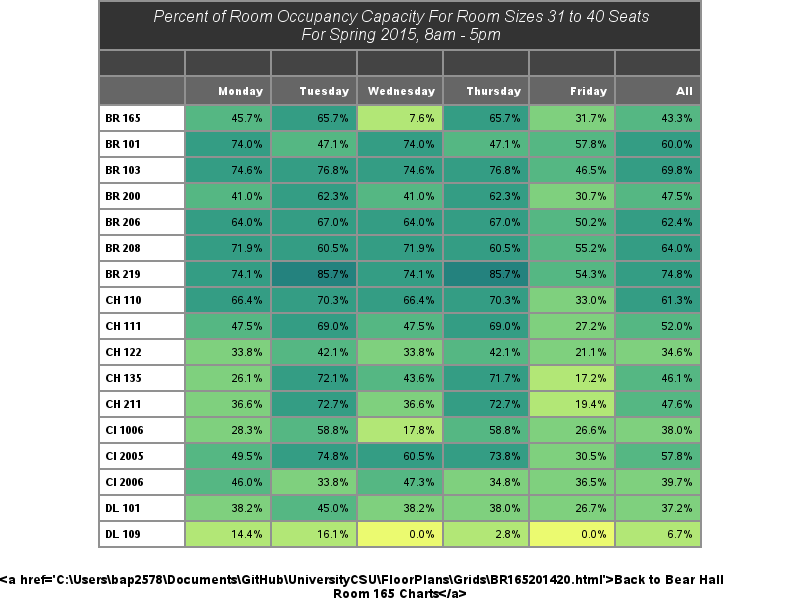 Percent of Room Occupancy Capacity For Room Sizes 31 to 40 Seats
For Spring 2015, 8am - 5pm
Monday Tuesday Wednesday Thursday Friday All
BR 165 45.7% 65.7% 7.6% 65.7% 31.7% 43.3%
BR 101 74.0% 47.1% 74.0% 47.1% 57.8% 60.0%
BR 103 74.6% 76.8% 74.6% 76.8% 46.5% 69.8%
BR 200 41.0% 62.3% 41.0% 62.3% 30.7% 47.5%
BR 206 64.0% 67.0% 64.0% 67.0% 50.2% 62.4%
BR 208 71.9% 60.5% 71.9% 60.5% 55.2% 64.0%
BR 219 74.1% 85.7% 74.1% 85.7% 54.3% 74.8%
CH 110 66.4% 70.3% 66.4% 70.3% 33.0% 61.3%
CH 111 47.5% 69.0% 47.5% 69.0% 27.2% 52.0%
CH 122 33.8% 42.1% 33.8% 42.1% 21.1% 34.6%
CH 135 26.1% 72.1% 43.6% 71.7% 17.2% 46.1%
CH 211 36.6% 72.7% 36.6% 72.7% 19.4% 47.6%
CI 1006 28.3% 58.8% 17.8% 58.8% 26.6% 38.0%
CI 2005 49.5% 74.8% 60.5% 73.8% 30.5% 57.8%
CI 2006 46.0% 33.8% 47.3% 34.8% 36.5% 39.7%
DL 101 38.2% 45.0% 38.2% 38.0% 26.7% 37.2%
DL 109 14.4% 16.1% 0.0% 2.8% 0.0% 6.7%
<a href='C:\Users\bap2578\Documents\GitHub\UniversityCSU\FloorPlans\Grids\BR165201420.html'>Back to Bear Hall
Room 165 Charts</a>